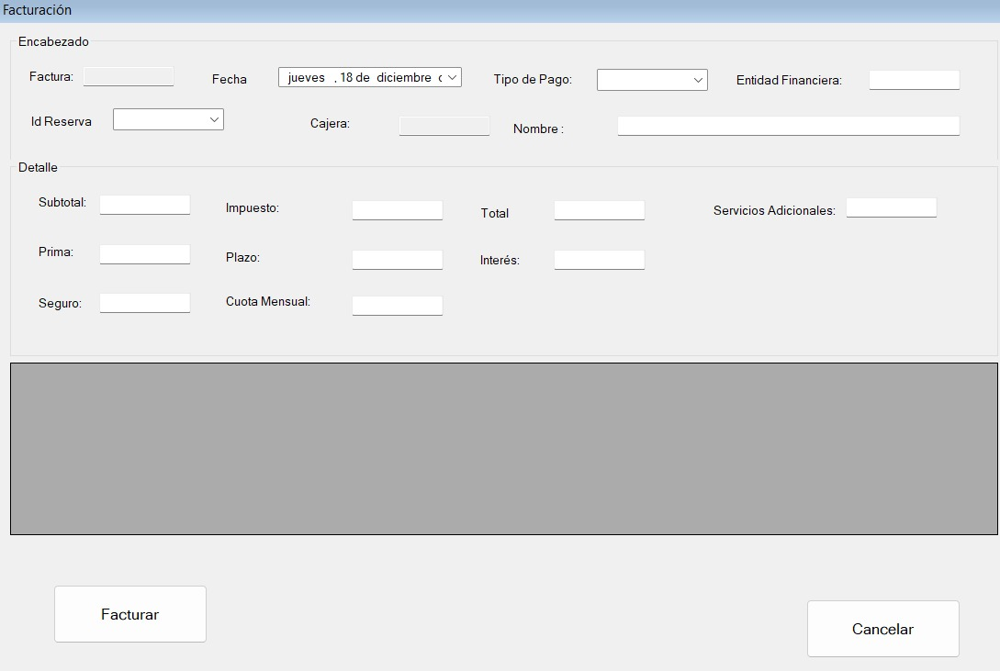 Facturación
Encabezado
Factura:
Fecha
jueves , 18 de diciembre
Tipo de Pago:
Entidad Financiera:
Id Reserva
Cajera:
Nombre :
Detalle
Subtotal:
Impuesto:
Total
Servicios Adicionales:
Prima:
Plazo:
Interés:
Seguro:
Cuota Mensual:
Facturar
Cancelar